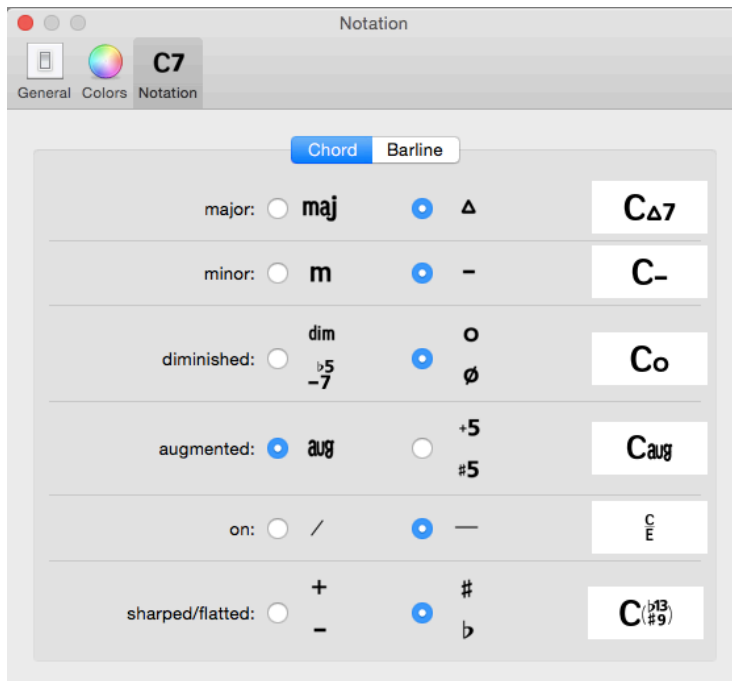 Notation
C7
General Colors Notation
Chord Barline
major: maj Δ CΔ7
minor: m – C–
diminished: dim o Co
♭5
–7 ø
augmented: aug +5 Caug
♯5
on: / — C/E
sharped/flatted: + ♯ C(♭13 ♯9)
– ♭